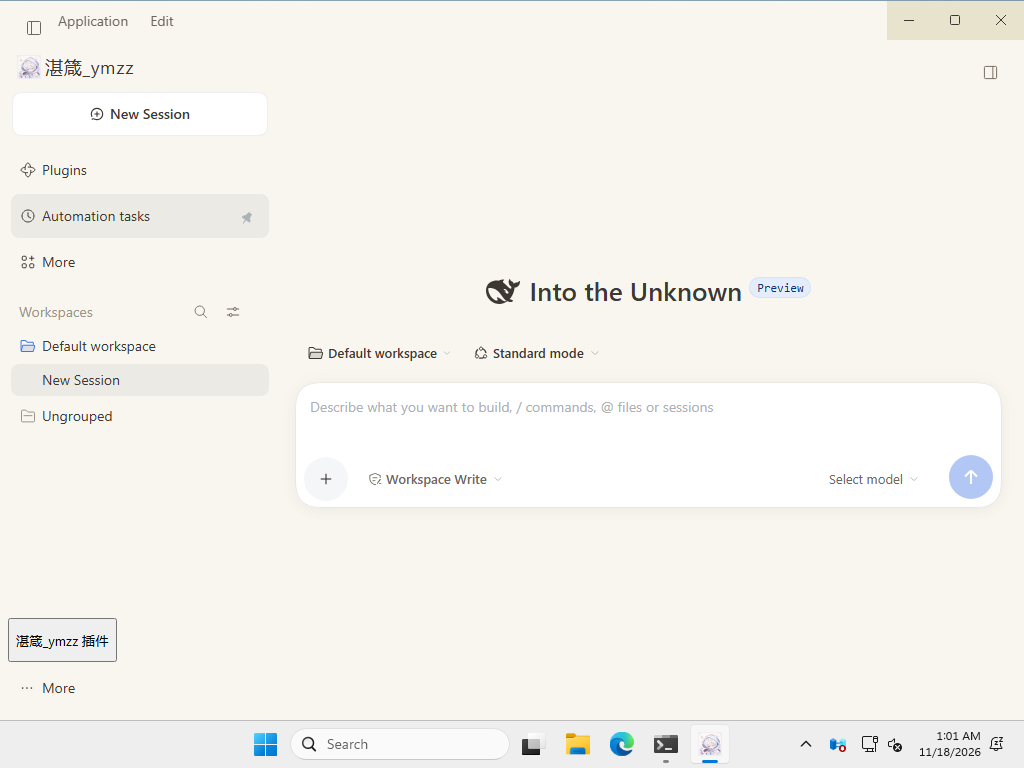 Application Edit
湛箴_ymzz
New Session
Plugins
Automation tasks
More
Workspaces
Default workspace
New Session
Ungrouped
Into the Unknown Preview
Default workspace Standard mode
Describe what you want to build, / commands, @ files or sessions
Workspace Write Select model
湛箴_ymzz 插件
More
Search
1:01 AM
11/18/2026